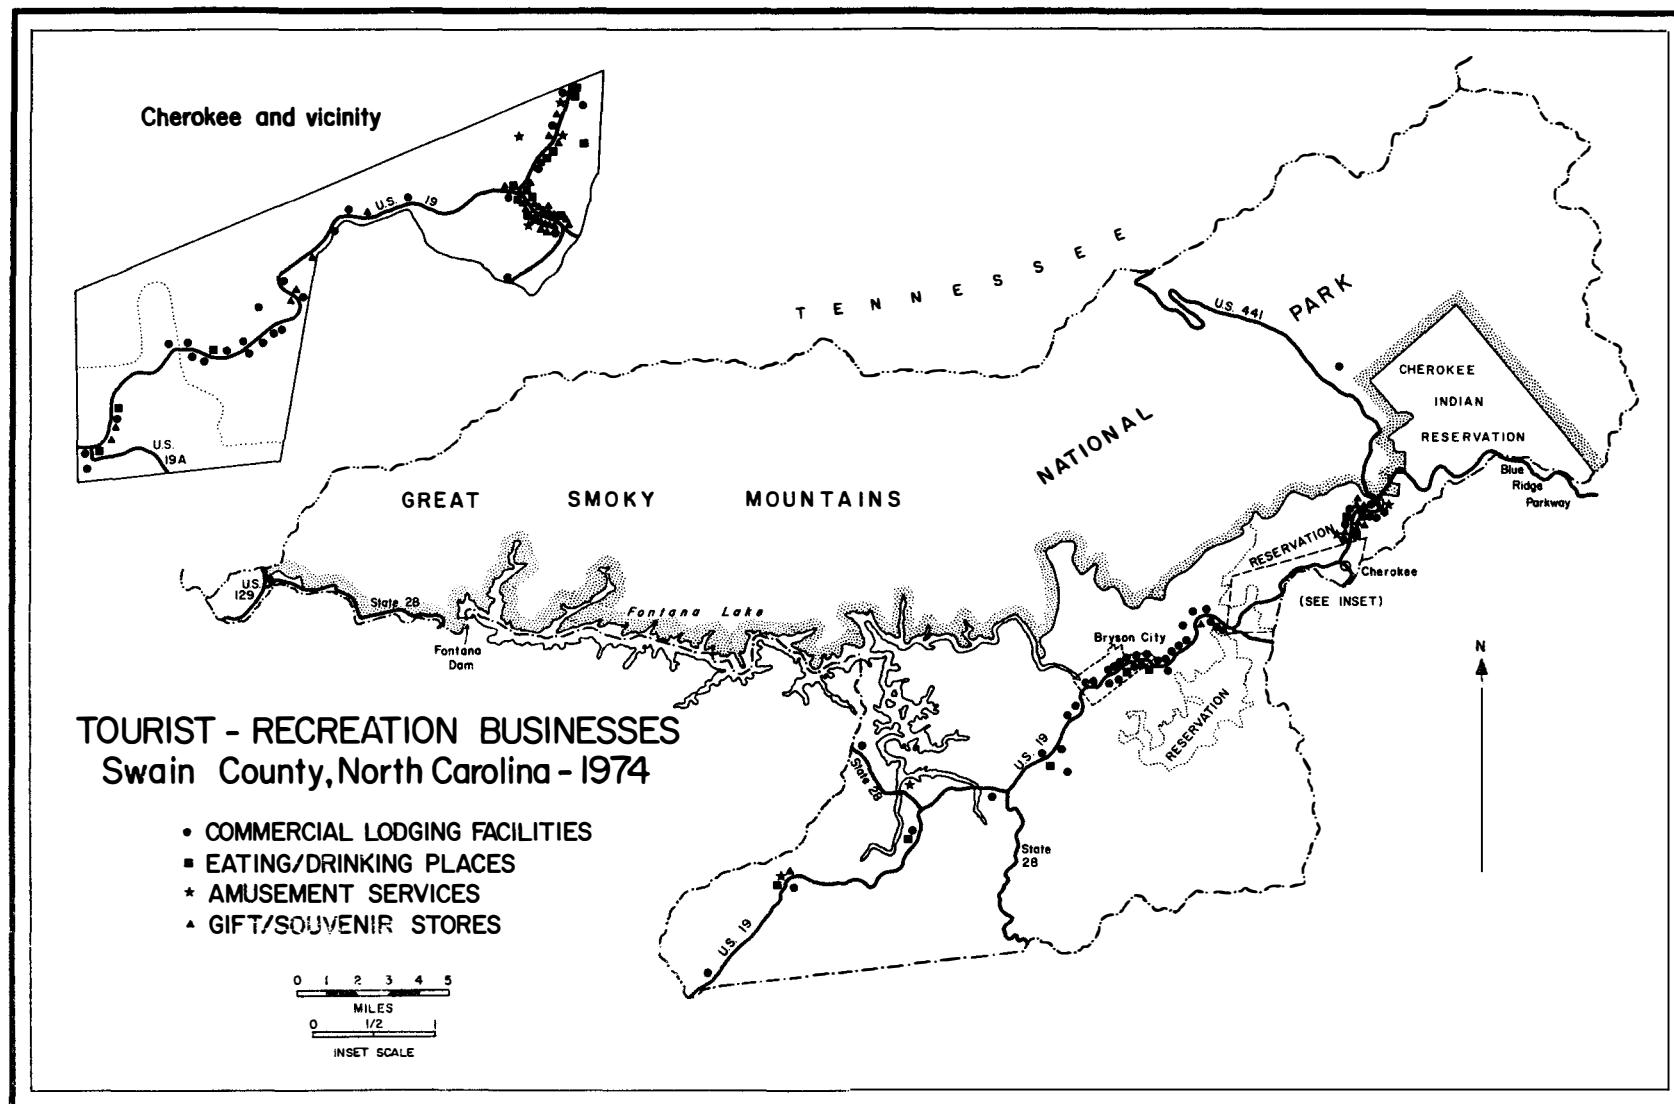 Cherokee and vicinity
U.S. 19
U.S.
19A
TENNESSEE
U.S. 441
PARK
NATIONAL
CHEROKEE
INDIAN
RESERVATION
Blue
Ridge
Parkway
GREAT SMOKY MOUNTAINS
RESERVATION
Cherokee
(SEE INSET)
U.S.
129
State 28
Fontana Lake
Fontana
Dam
Bryson City
RESERVATION
N
U.S. 19
State 28
State
28
U.S. 19
TOURIST - RECREATION BUSINESSES
Swain County, North Carolina - 1974
COMMERCIAL LODGING FACILITIES
EATING/DRINKING PLACES
AMUSEMENT SERVICES
GIFT/SOUVENIR STORES
0 1 2 3 4 5
MILES
0 1/2 1
INSET SCALE